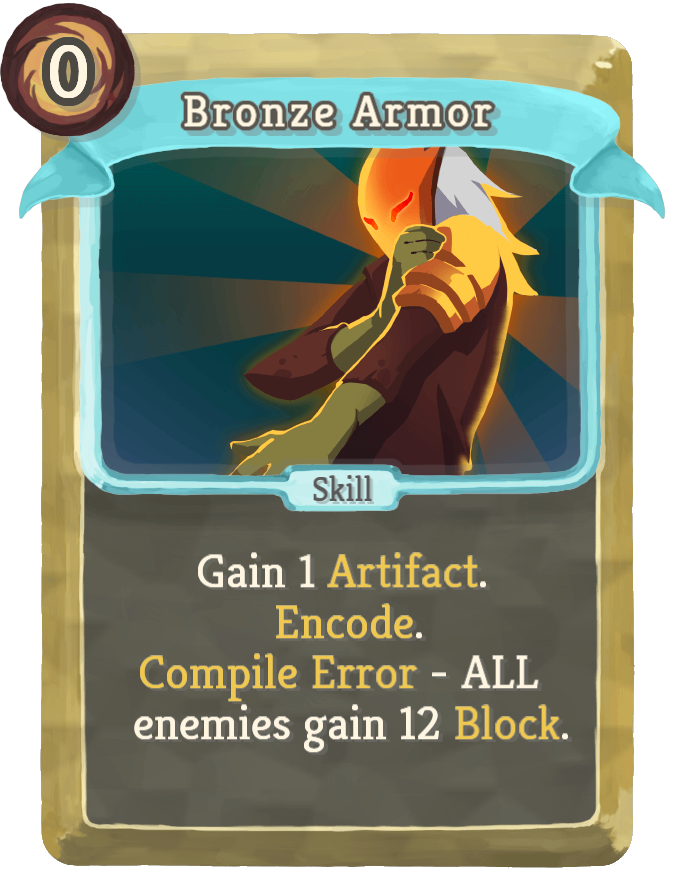 0
Bronze Armor
Skill
Gain 1 Artifact.
Encode.
Compile Error - ALL
enemies gain 12 Block.